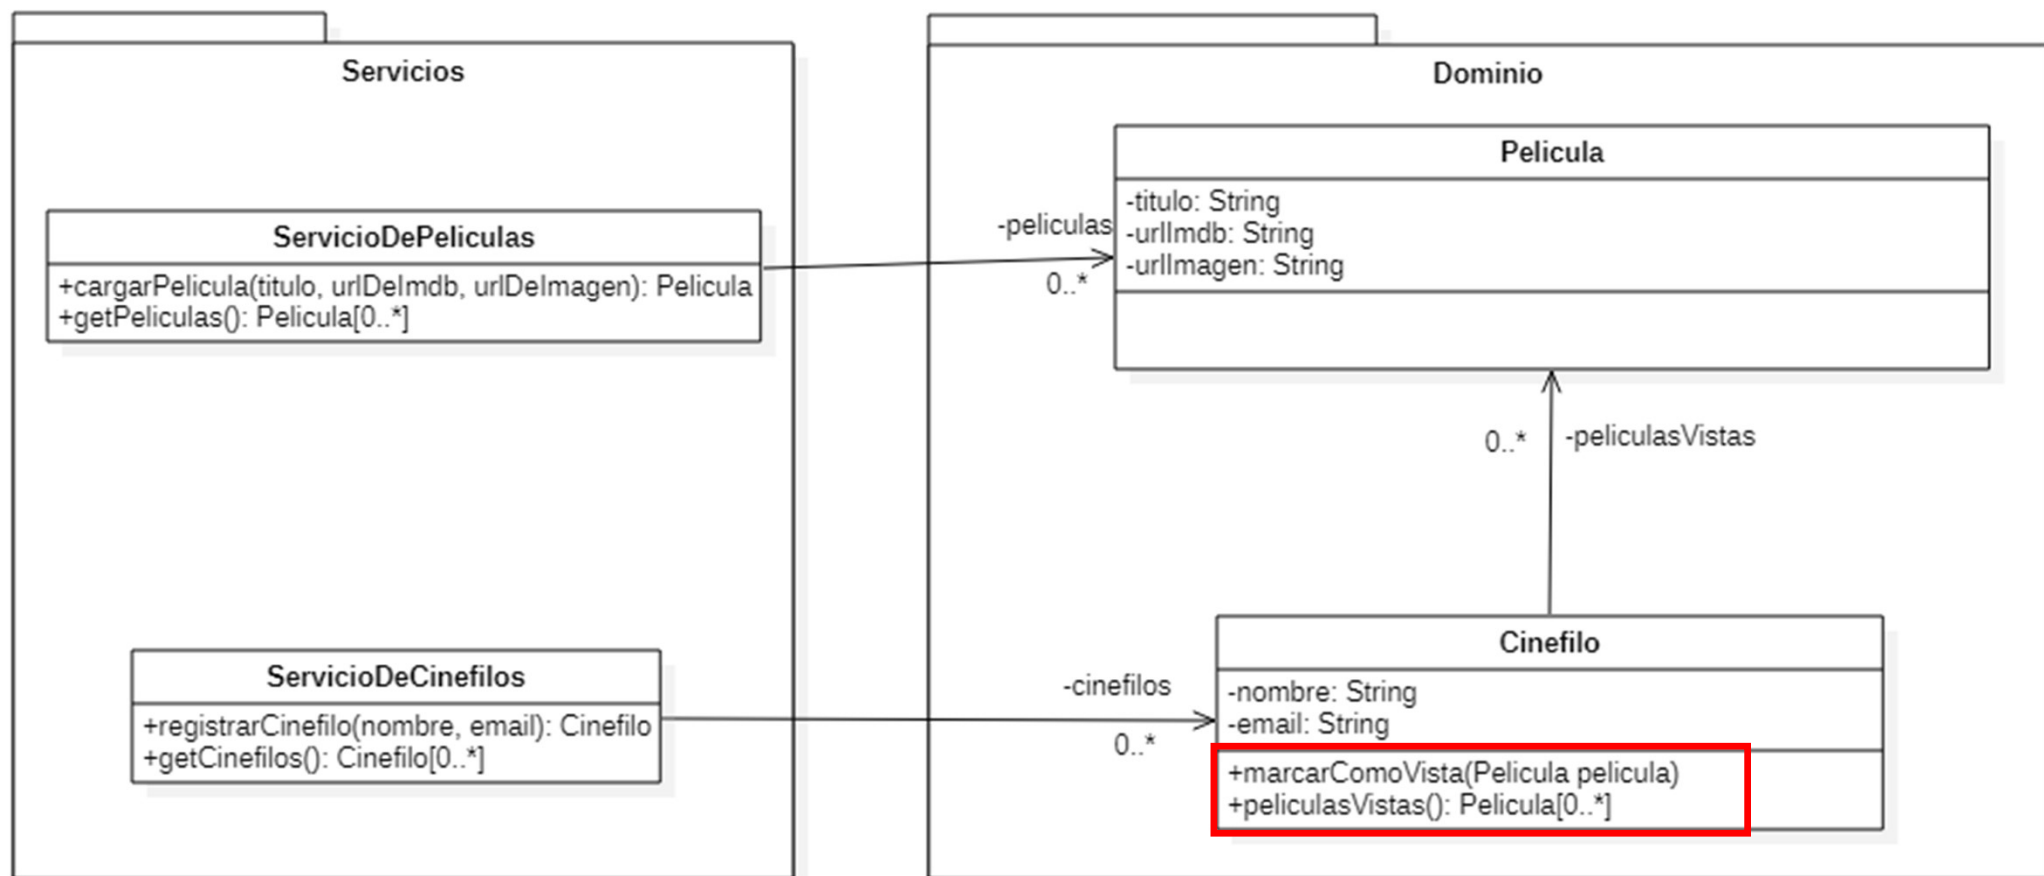 Servicios
ServicioDePeliculas
+cargarPelicula(titulo, urlDeImdb, urlDeImagen): Pelicula
+getPeliculas(): Pelicula[0..*]
ServicioDeCinefilos
+registrarCinefilo(nombre, email): Cinefilo
+getCinefilos(): Cinefilo[0..*]
Dominio
-peliculas
0..*
Pelicula
-titulo: String
-urlImdb: String
-urlImagen: String
0..*
-peliculasVistas
-cinefilos
0..*
Cinefilo
-nombre: String
-email: String
+marcarComoVista(Pelicula pelicula)
+peliculasVistas(): Pelicula[0..*]